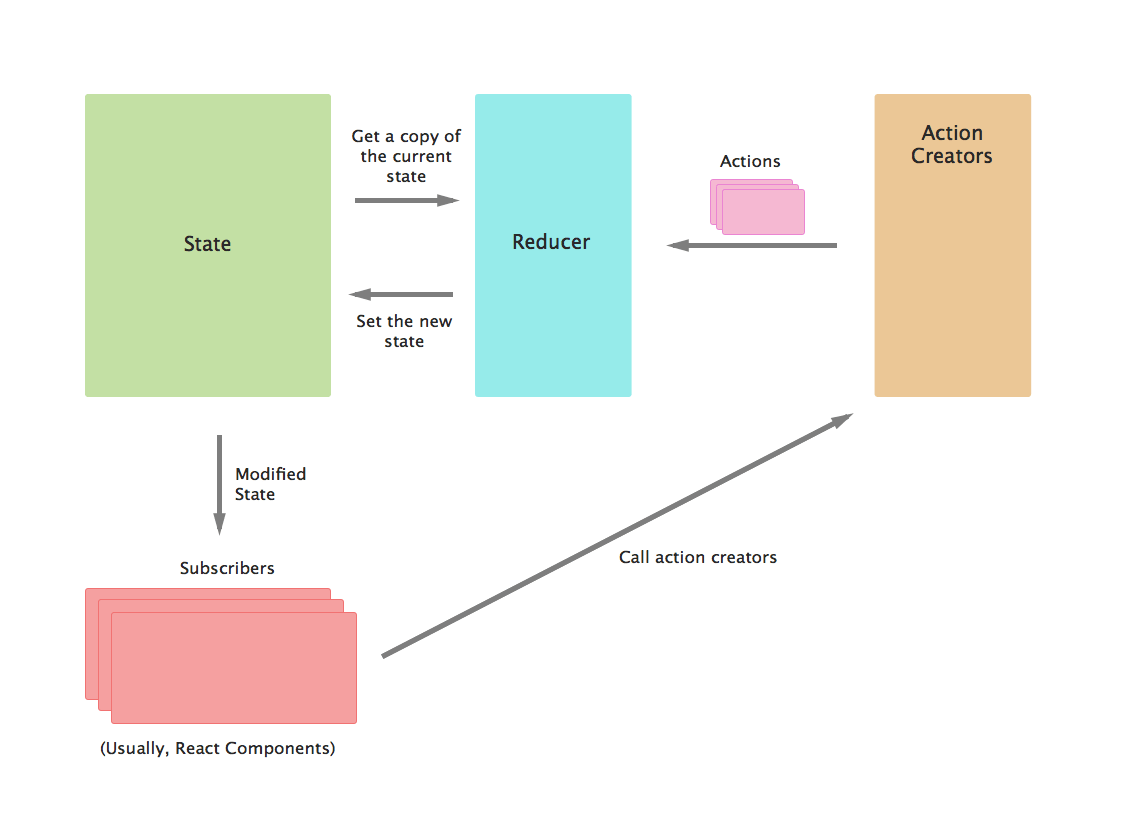 Get a copy of
the current
state
State
Set the new
state
Reducer
Actions
Action
Creators
Modified
State
Subscribers
(Usually, React Components)
Call action creators